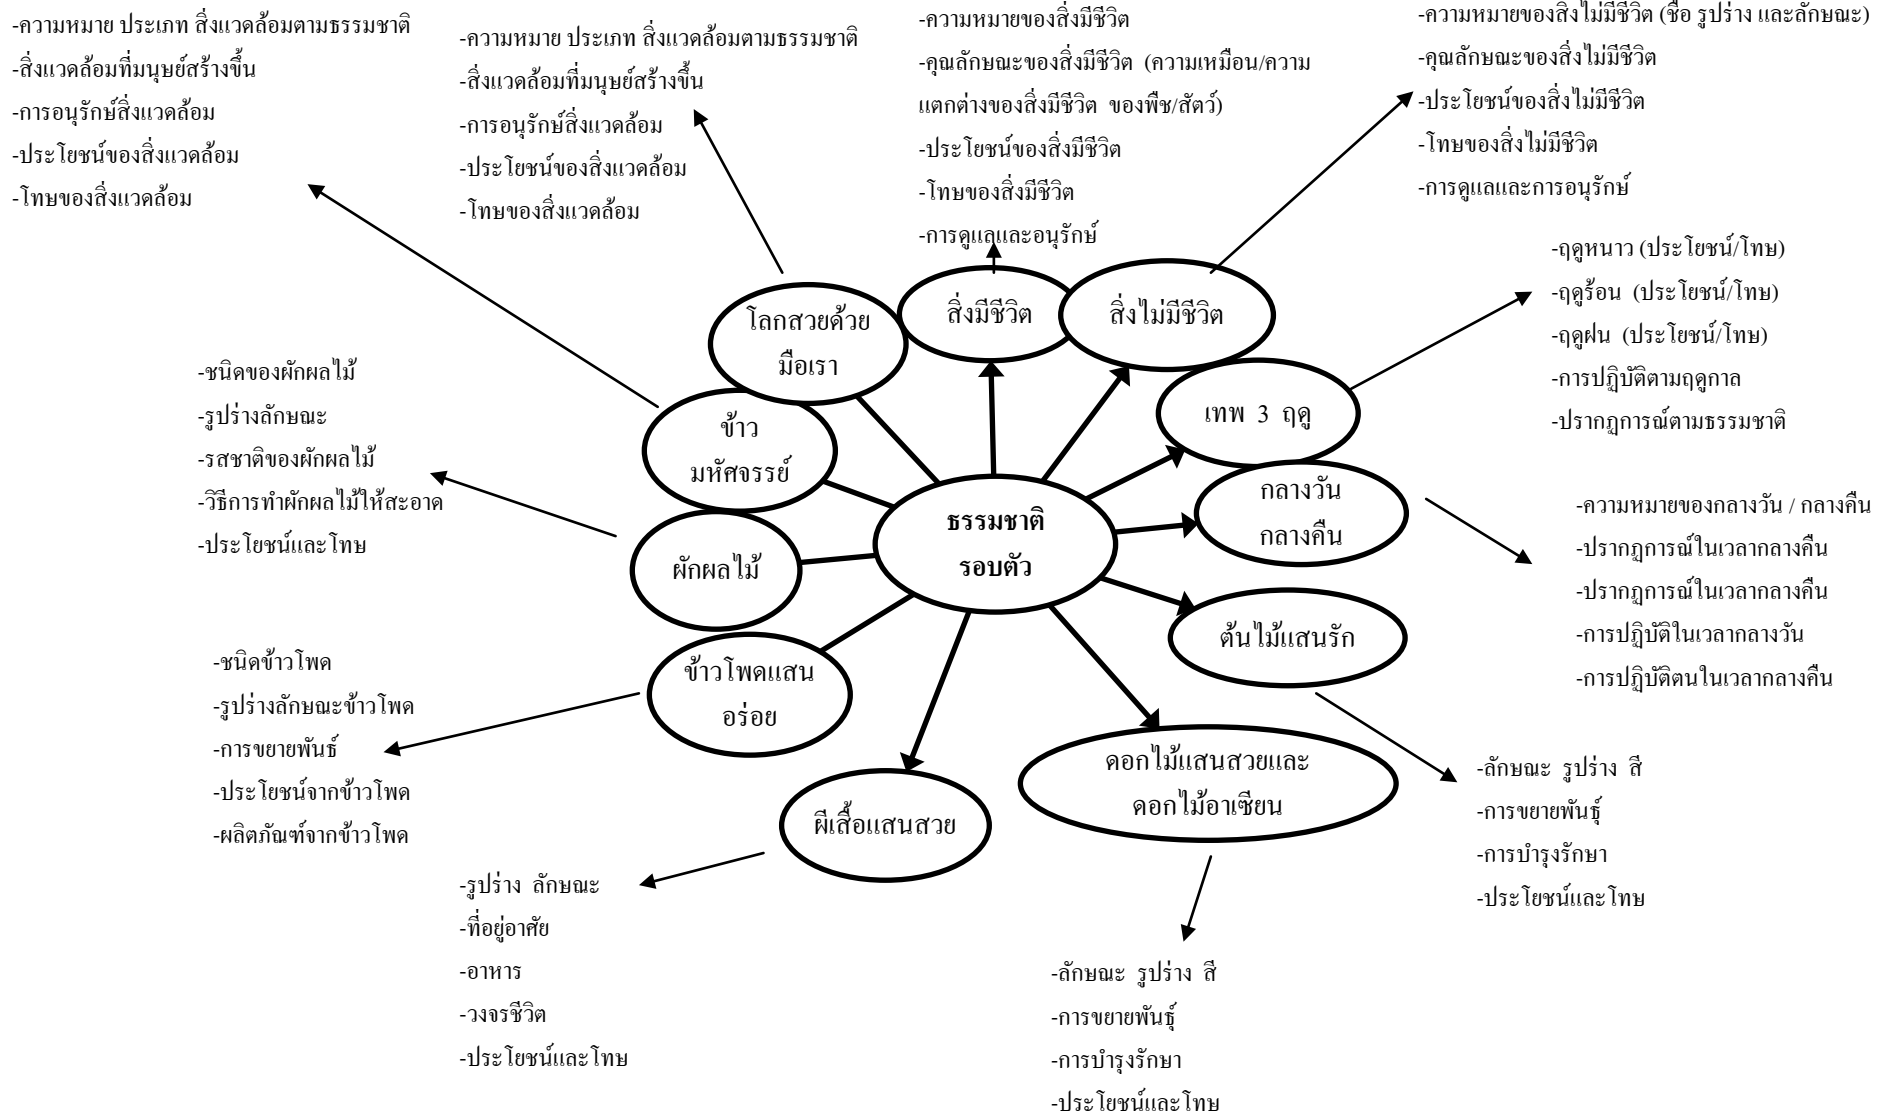 -ความหมาย ประเภท สิ่งแวดล้อมตามธรรมชาติ
-สิ่งแวดล้อมที่มนุษย์สร้างขึ้น
-การอนุรักษ์สิ่งแวดล้อม
-ประโยชน์ของสิ่งแวดล้อม
-โทษของสิ่งแวดล้อม
-ความหมาย ประเภท สิ่งแวดล้อมตามธรรมชาติ
-สิ่งแวดล้อมที่มนุษย์สร้างขึ้น
-การอนุรักษ์สิ่งแวดล้อม
-ประโยชน์ของสิ่งแวดล้อม
-โทษของสิ่งแวดล้อม
-ความหมายของสิ่งมีชีวิต
-คุณลักษณะของสิ่งมีชีวิต (ความเหมือน/ความ
แตกต่างของสิ่งมีชีวิต ของพืช/สัตว์)
-ประโยชน์ของสิ่งมีชีวิต
-โทษของสิ่งมีชีวิต
-การดูแลและอนุรักษ์
-ความหมายของสิ่งไม่มีชีวิต (ชื่อ รูปร่าง และลักษณะ)
-คุณลักษณะของสิ่งไม่มีชีวิต
-ประโยชน์ของสิ่งไม่มีชีวิต
-โทษของสิ่งไม่มีชีวิต
-การดูแลและการอนุรักษ์
-ฤดูหนาว (ประโยชน์/โทษ)
-ฤดูร้อน (ประโยชน์/โทษ)
-ฤดูฝน (ประโยชน์/โทษ)
-การปฏิบัติตามฤดูกาล
-ปรากฏการณ์ตามธรรมชาติ
โลกสวยด้วย
มือเรา
สิ่งมีชีวิต
สิ่งไม่มีชีวิต
เทพ 3 ฤดู
ข้าว
มหัศจรรย์
-ชนิดของผักผลไม้
-รูปร่างลักษณะ
-รสชาติของผักผลไม้
-วิธีการทำผักผลไม้ให้สะอาด
-ประโยชน์และโทษ
ผักผลไม้
ธรรมชาติ
รอบตัว
กลางวัน
กลางคืน
-ความหมายของกลางวัน / กลางคืน
-ปรากฏการณ์ในเวลากลางคืน
-ปรากฏการณ์ในเวลากลางคืน
-การปฏิบัติในเวลากลางวัน
-การปฏิบัติตนในเวลากลางคืน
ต้นไม้แสนรัก
-ชนิดข้าวโพด
-รูปร่างลักษณะข้าวโพด
-การขยายพันธ์
-ประโยชน์จากข้าวโพด
-ผลิตภัณฑ์จากข้าวโพด
ข้าวโพดแสน
อร่อย
ผีเสื้อแสนสวย
ดอกไม้แสนสวยและ
ดอกไม้อาเซียน
-ลักษณะ รูปร่าง สี
-การขยายพันธุ์
-การบำรุงรักษา
-ประโยชน์และโทษ
-รูปร่าง ลักษณะ
-ที่อยู่อาศัย
-อาหาร
-วงจรชีวิต
-ประโยชน์และโทษ
-ลักษณะ รูปร่าง สี
-การขยายพันธุ์
-การบำรุงรักษา
-ประโยชน์และโทษ